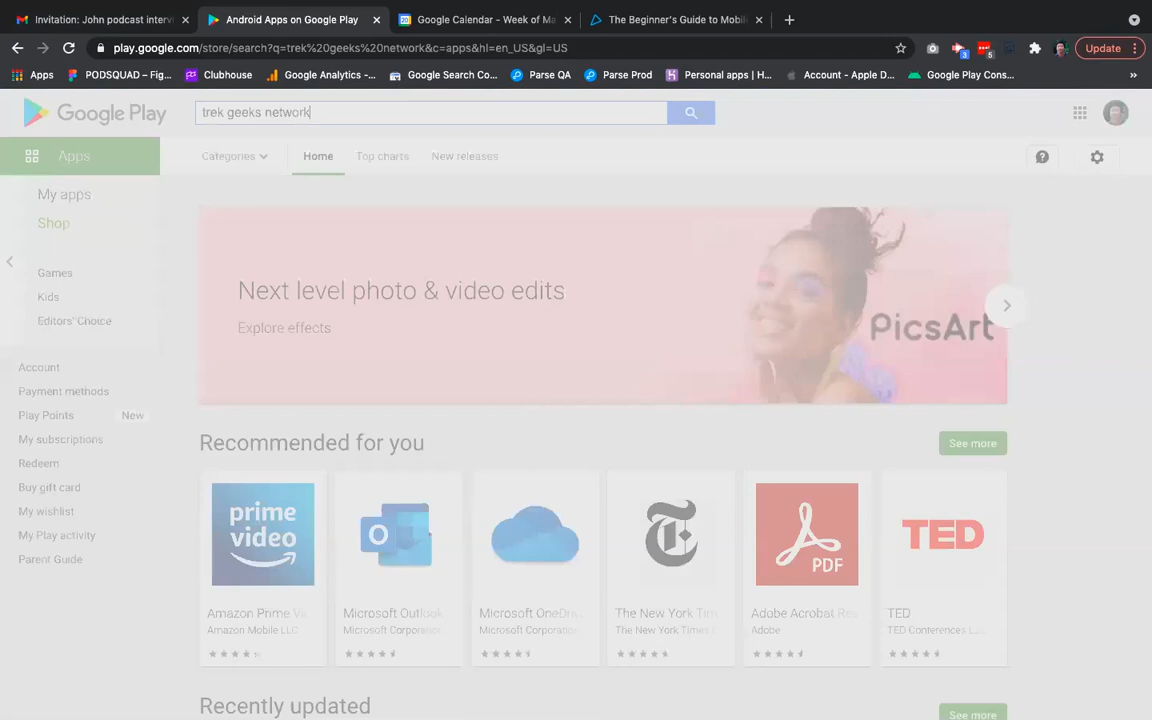 Invitation: John podcast interv
Android Apps on Google Play
Google Calendar - Week of Ma
The Beginner's Guide to Mobil
play.google.com/store/search?q=trek%20geeks%20network&c=apps&hl=en_US&gl=US
3
5
Update
Apps
PODSQUAD – Fig...
Clubhouse
Google Analytics –...
Google Search Co...
Parse QA
Parse Prod
Personal apps | H...
Account - Apple D...
Google Play Cons...
»
Google Play
trek geeks network
Apps
Categories
Home
Top charts
New releases
My apps
Shop
Games
Kids
Editors' Choice
Account
Payment methods
Play Points New
My subscriptions
Redeem
Buy gift card
My wishlist
My Play activity
Parent Guide
Next level photo & video edits
Explore effects
PicsArt
Recommended for you
See more
prime
video
O
T
PDF
TED
Amazon Prime Vi
Amazon Mobile LLC
Microsoft Outlook
Microsoft Corporation
Microsoft OneDriv
Microsoft Corporation
The New York Tim
The New York Times
Adobe Acrobat Rea
Adobe
TED
TED Conferences L...
Recently updated
See more